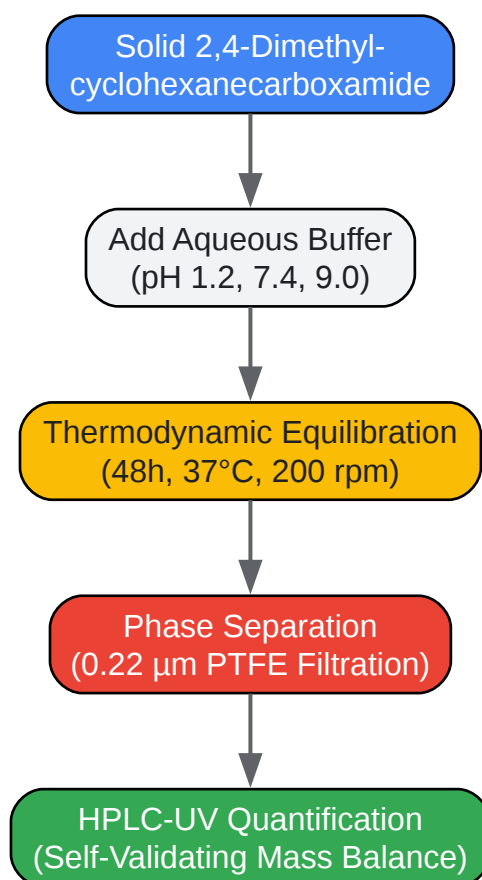 Solid 2,4-Dimethyl-
cyclohexanecarboxamide
Add Aqueous Buffer
(pH 1.2, 7.4, 9.0)
Thermodynamic Equilibration
(48h, 37°C, 200 rpm)
Phase Separation
(0.22 µm PTFE Filtration)
HPLC-UV Quantification
(Self-Validating Mass Balance)